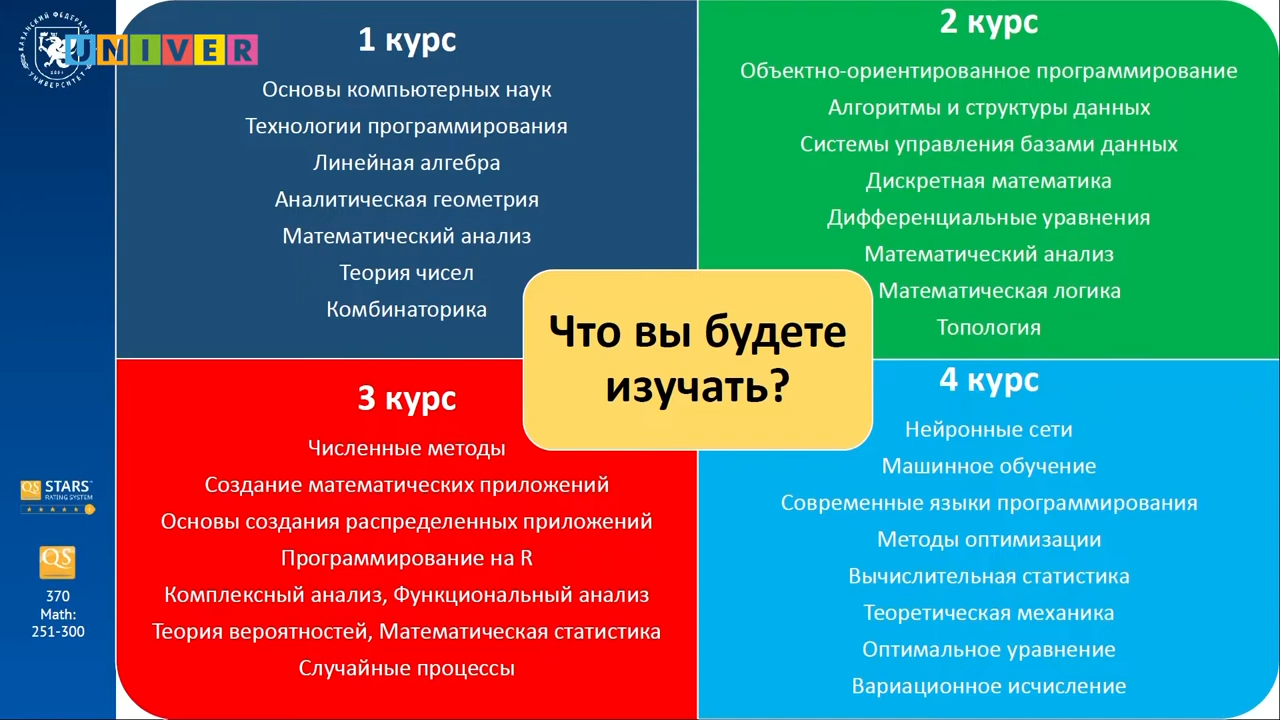 КАЗАНСКИЙ ФЕДЕРАЛЬНЫЙ УНИВЕРСИТЕТ
UNIVER
1 курс
Основы компьютерных наук
Технологии программирования
Линейная алгебра
Аналитическая геометрия
Математический анализ
Теория чисел
Комбинаторика
2 курс
Объектно-ориентированное программирование
Алгоритмы и структуры данных
Системы управления базами данных
Дискретная математика
Дифференциальные уравнения
Математический анализ
Математическая логика
Топология
Что вы будете
изучать?
3 курс
Численные методы
Создание математических приложений
Основы создания распределенных приложений
Программирование на R
Комплексный анализ, Функциональный анализ
Теория вероятностей, Математическая статистика
Случайные процессы
4 курс
Нейронные сети
Машинное обучение
Современные языки программирования
Методы оптимизации
Вычислительная статистика
Теоретическая механика
Оптимальное уравнение
Вариационное исчисление
QS STARS
RATING SYSTEM
QS
370
Math:
251-300